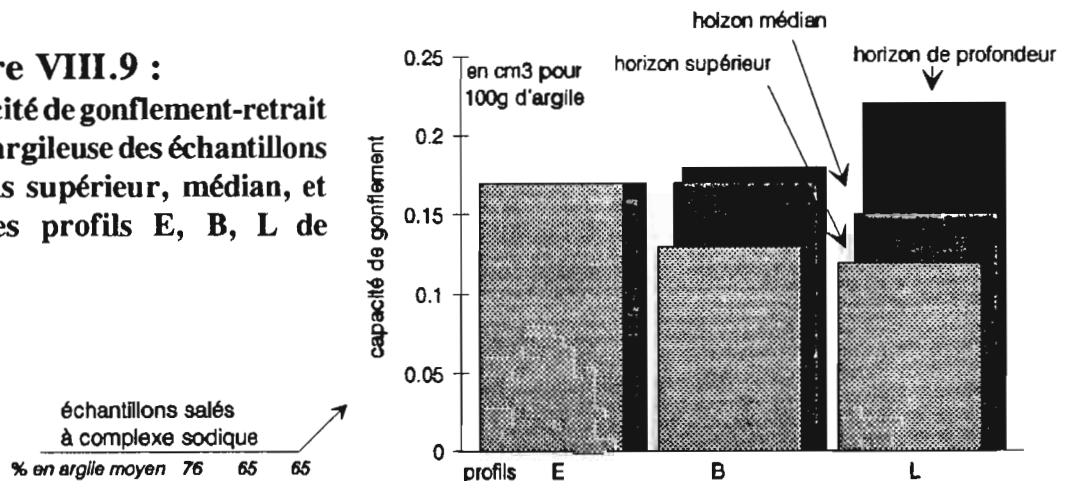 re VIII.9 :
cité de gonflement-retrait
argileuse des échantillons
s supérieur, médian, et
es profils E, B, L de
échantillons salés
à complexe sodique
% en argile moyen 76 65 65
holzon médian
horizon supérieur
horizon de profondeur
en cm3 pour
100g d'argile
capacité de gonflement
0.25
0.2
0.15
0.1
0.05
0
profils E B L